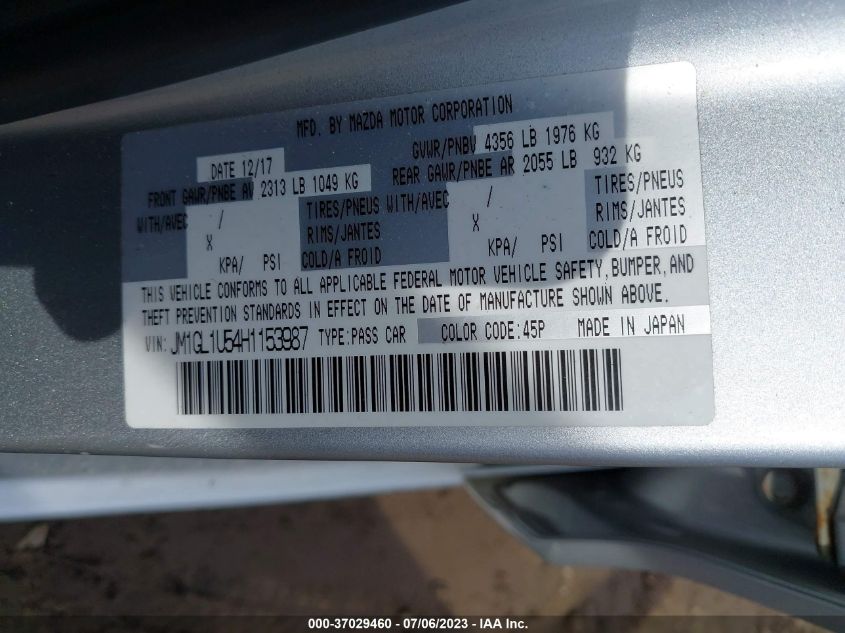 MFD. BY MAZDA MOTOR CORPORATION
DATE 12/17 GVWR/PNBV 4356 LB 1976 KG
FRONT GAWR/PNBE AV 2313 LB 1049 KG REAR GAWR/PNBE AR 2055 LB 932 KG
WITH/AVEC / TIRES/PNEUS WITH/AVEC / TIRES/PNEUS
X RIMS/JANTES X RIMS/JANTES
KPA/ PSI COLD/A FROID KPA/ PSI COLD/A FROID
THIS VEHICLE CONFORMS TO ALL APPLICABLE FEDERAL MOTOR VEHICLE SAFETY, BUMPER, AND
THEFT PREVENTION STANDARDS IN EFFECT ON THE DATE OF MANUFACTURE SHOWN ABOVE.
VIN: JM1GL1U54H1153987 TYPE:PASS CAR COLOR CODE:45P MADE IN JAPAN
000-37029460 - 07/06/2023 - IAA Inc.